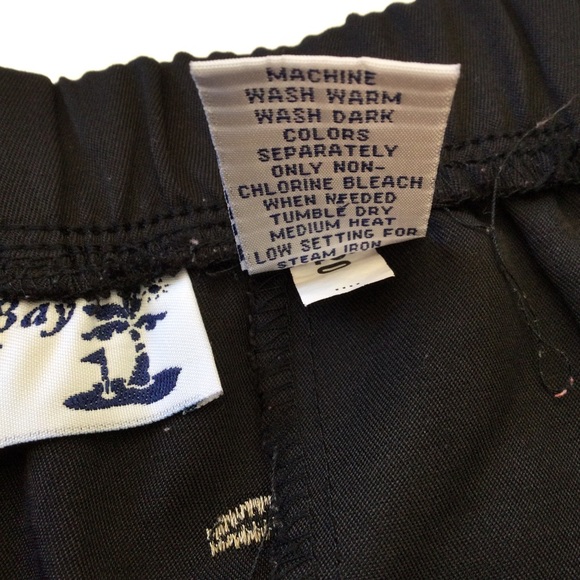 MACHINE
WASH WARM
WASH DARK
COLORS
SEPARATELY
ONLY NON-
CHLORINE BLEACH
WHEN NEEDED
TUMBLE DRY
MEDIUM HEAT
LOW SETTING FOR
STEAM IRON
Bay